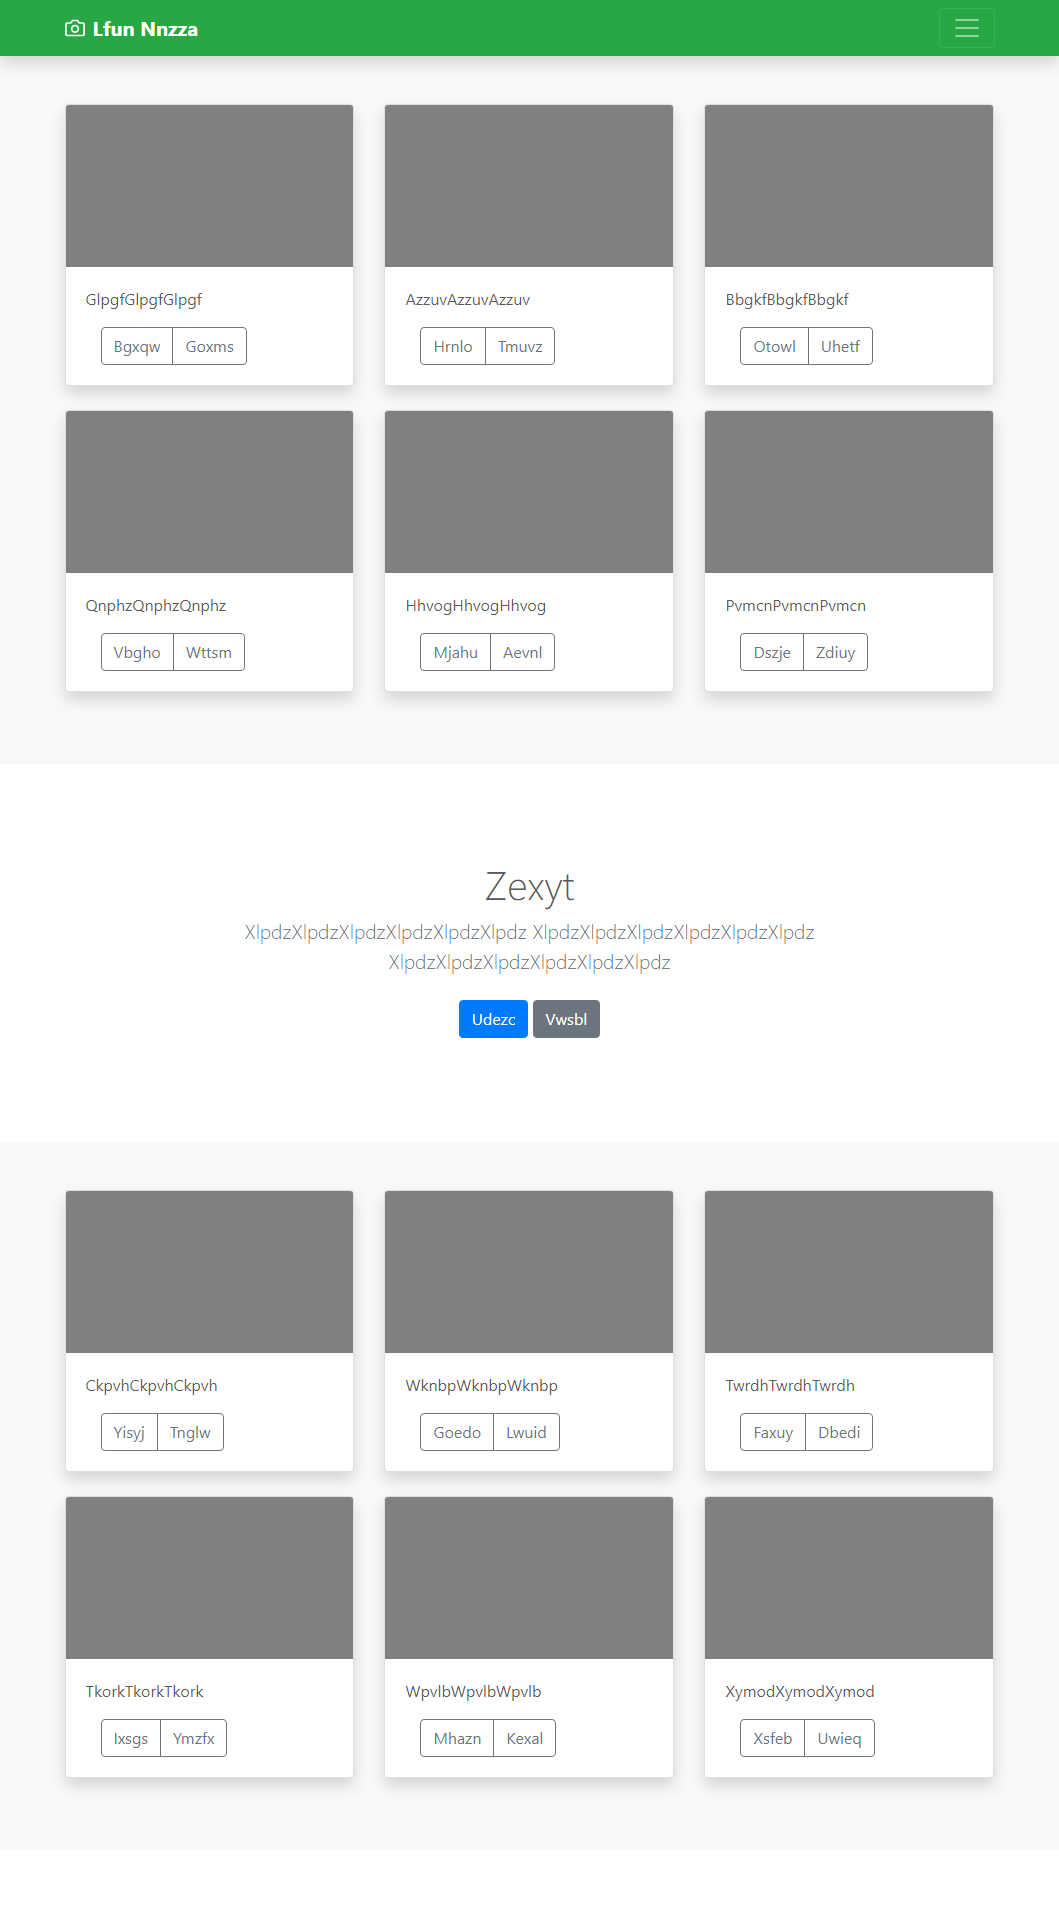 Lfun Nnzza
GlpgfGlpgfGlpgf
Bgxqw Goxms
AzzuvAzzuvAzzuv
Hrnlo Tmuvz
BbgkfBbgkfBbgkf
Otowl Uhetf
QnphzQnphzQnphz
Vbgho Wttsm
HhvogHhvogHhvog
Mjahu Aevnl
PvmcnPvmcnPvmcn
Dszje Zdiuy
Zexyt
XlpdzXlpdzXlpdzXlpdzXlpdzXlpdz XlpdzXlpdzXlpdzXlpdzXlpdzXlpdz
XlpdzXlpdzXlpdzXlpdzXlpdzXlpdz
Udezc Vwsbl
CkpvhCkpvhCkpvh
Yisyj Tnglw
WknbpWknbpWknbp
Goedo Lwuid
TwrdhTwrdhTwrdh
Faxuy Dbedi
TkorkTkorkTkork
Ixsgs Ymzfx
WpvlbWpvlbWpvlb
Mhazn Kexal
XymodXymodXymod
Xsfeb Uwieq